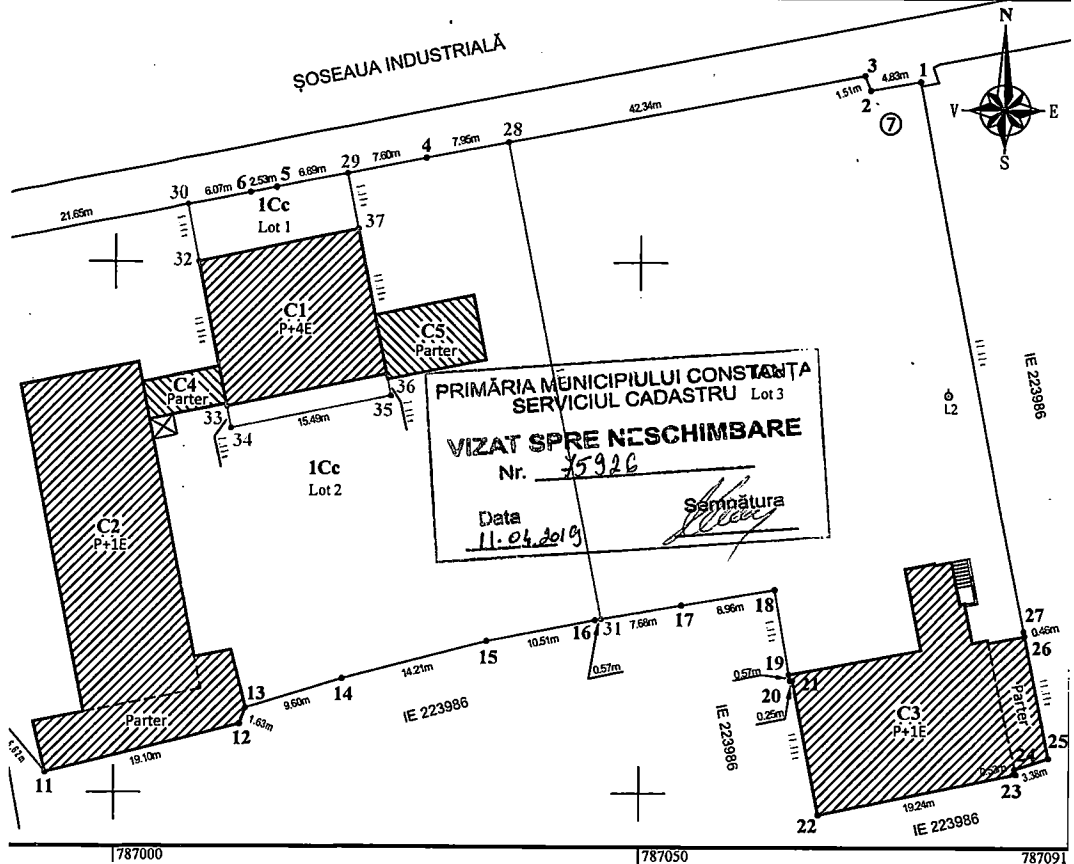 ȘOSEAUA INDUSTRIALĂ
N
V E
S
3
4.83m
1
1.51m
2
7
42.34m
28
7.95m
4
7.60m
29
6.89m
5
2.53m
6
6.07m
30
21.65m
1Cc
Lot 1
37
32
C1
P+4E
C5
Parter
C4
Parter
36
35
33
34
15.49m
1Cc
Lot 2
Lot 3
PRIMĂRIA MUNICIPIULUI CONSTANȚA
SERVICIUL CADASTRU
VIZAT SPRE NESCHIMBARE
Nr. 75926
Data
11.04.2019
Semnătura
L2
IE 223986
C2
P+1E
Parter
11
19.10m
12
1.63m
13
9.60m
14
14.21m
15
10.51m
16
31
0.57m
7.68m
17
8.96m
18
IE 223986
19
0.57m
20
21
0.25m
IE 223986
C3
P+1E
Parter
27
0.46m
26
25
24
3.38m
23
19.24m
22
IE 223986
787000
787050
787091